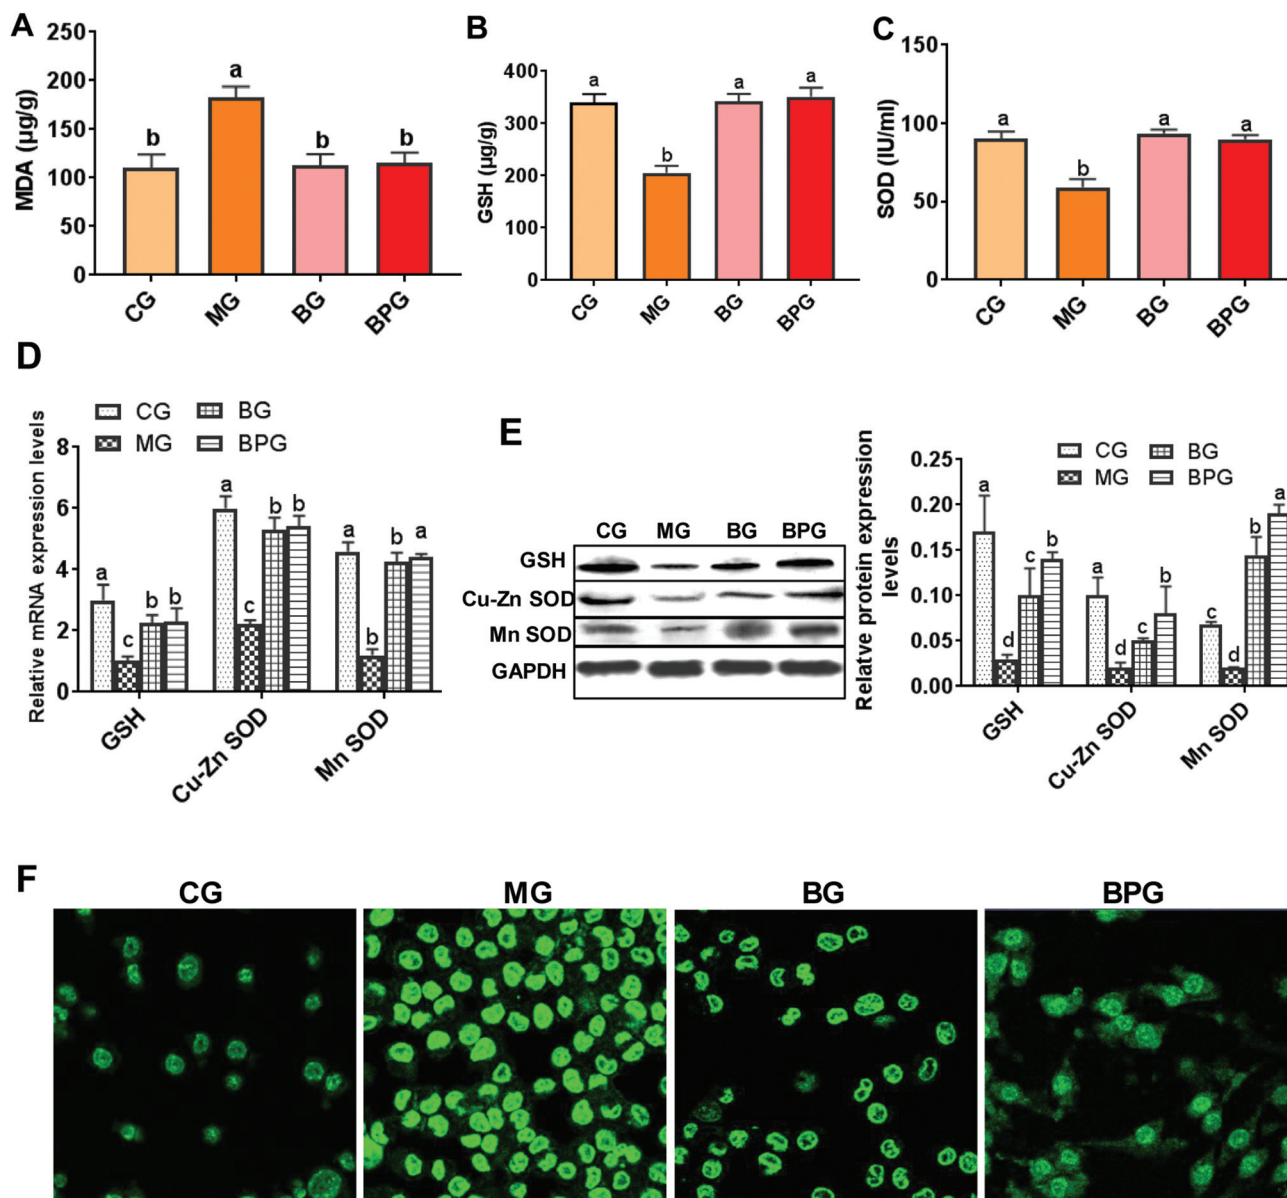 A
MDA (µg/g)
250
200
150
100
50
0
b
a
b
b
CG
MG
BG
BPG
B
GSH (µg/g)
400
300
200
100
0
a
b
a
a
CG
MG
BG
BPG
C
SOD (IU/ml)
150
100
50
0
a
b
a
a
CG
MG
BG
BPG
D
CG
BG
MG
BPG
Relative mRNA expression levels
8
6
4
2
0
a
c
b
b
a
c
b
b
a
b
b
a
GSH
Cu-Zn SOD
Mn SOD
E
CG MG BG BPG
GSH
Cu-Zn SOD
Mn SOD
GAPDH
Relatve protein expression
levels
CG
BG
MG
BPG
0.25
0.20
0.15
0.10
0.05
0.00
a
d
c
b
a
d
c
b
c
d
b
a
GSH
Cu-Zn SOD
Mn SOD
F
CG
MG
BG
BPG